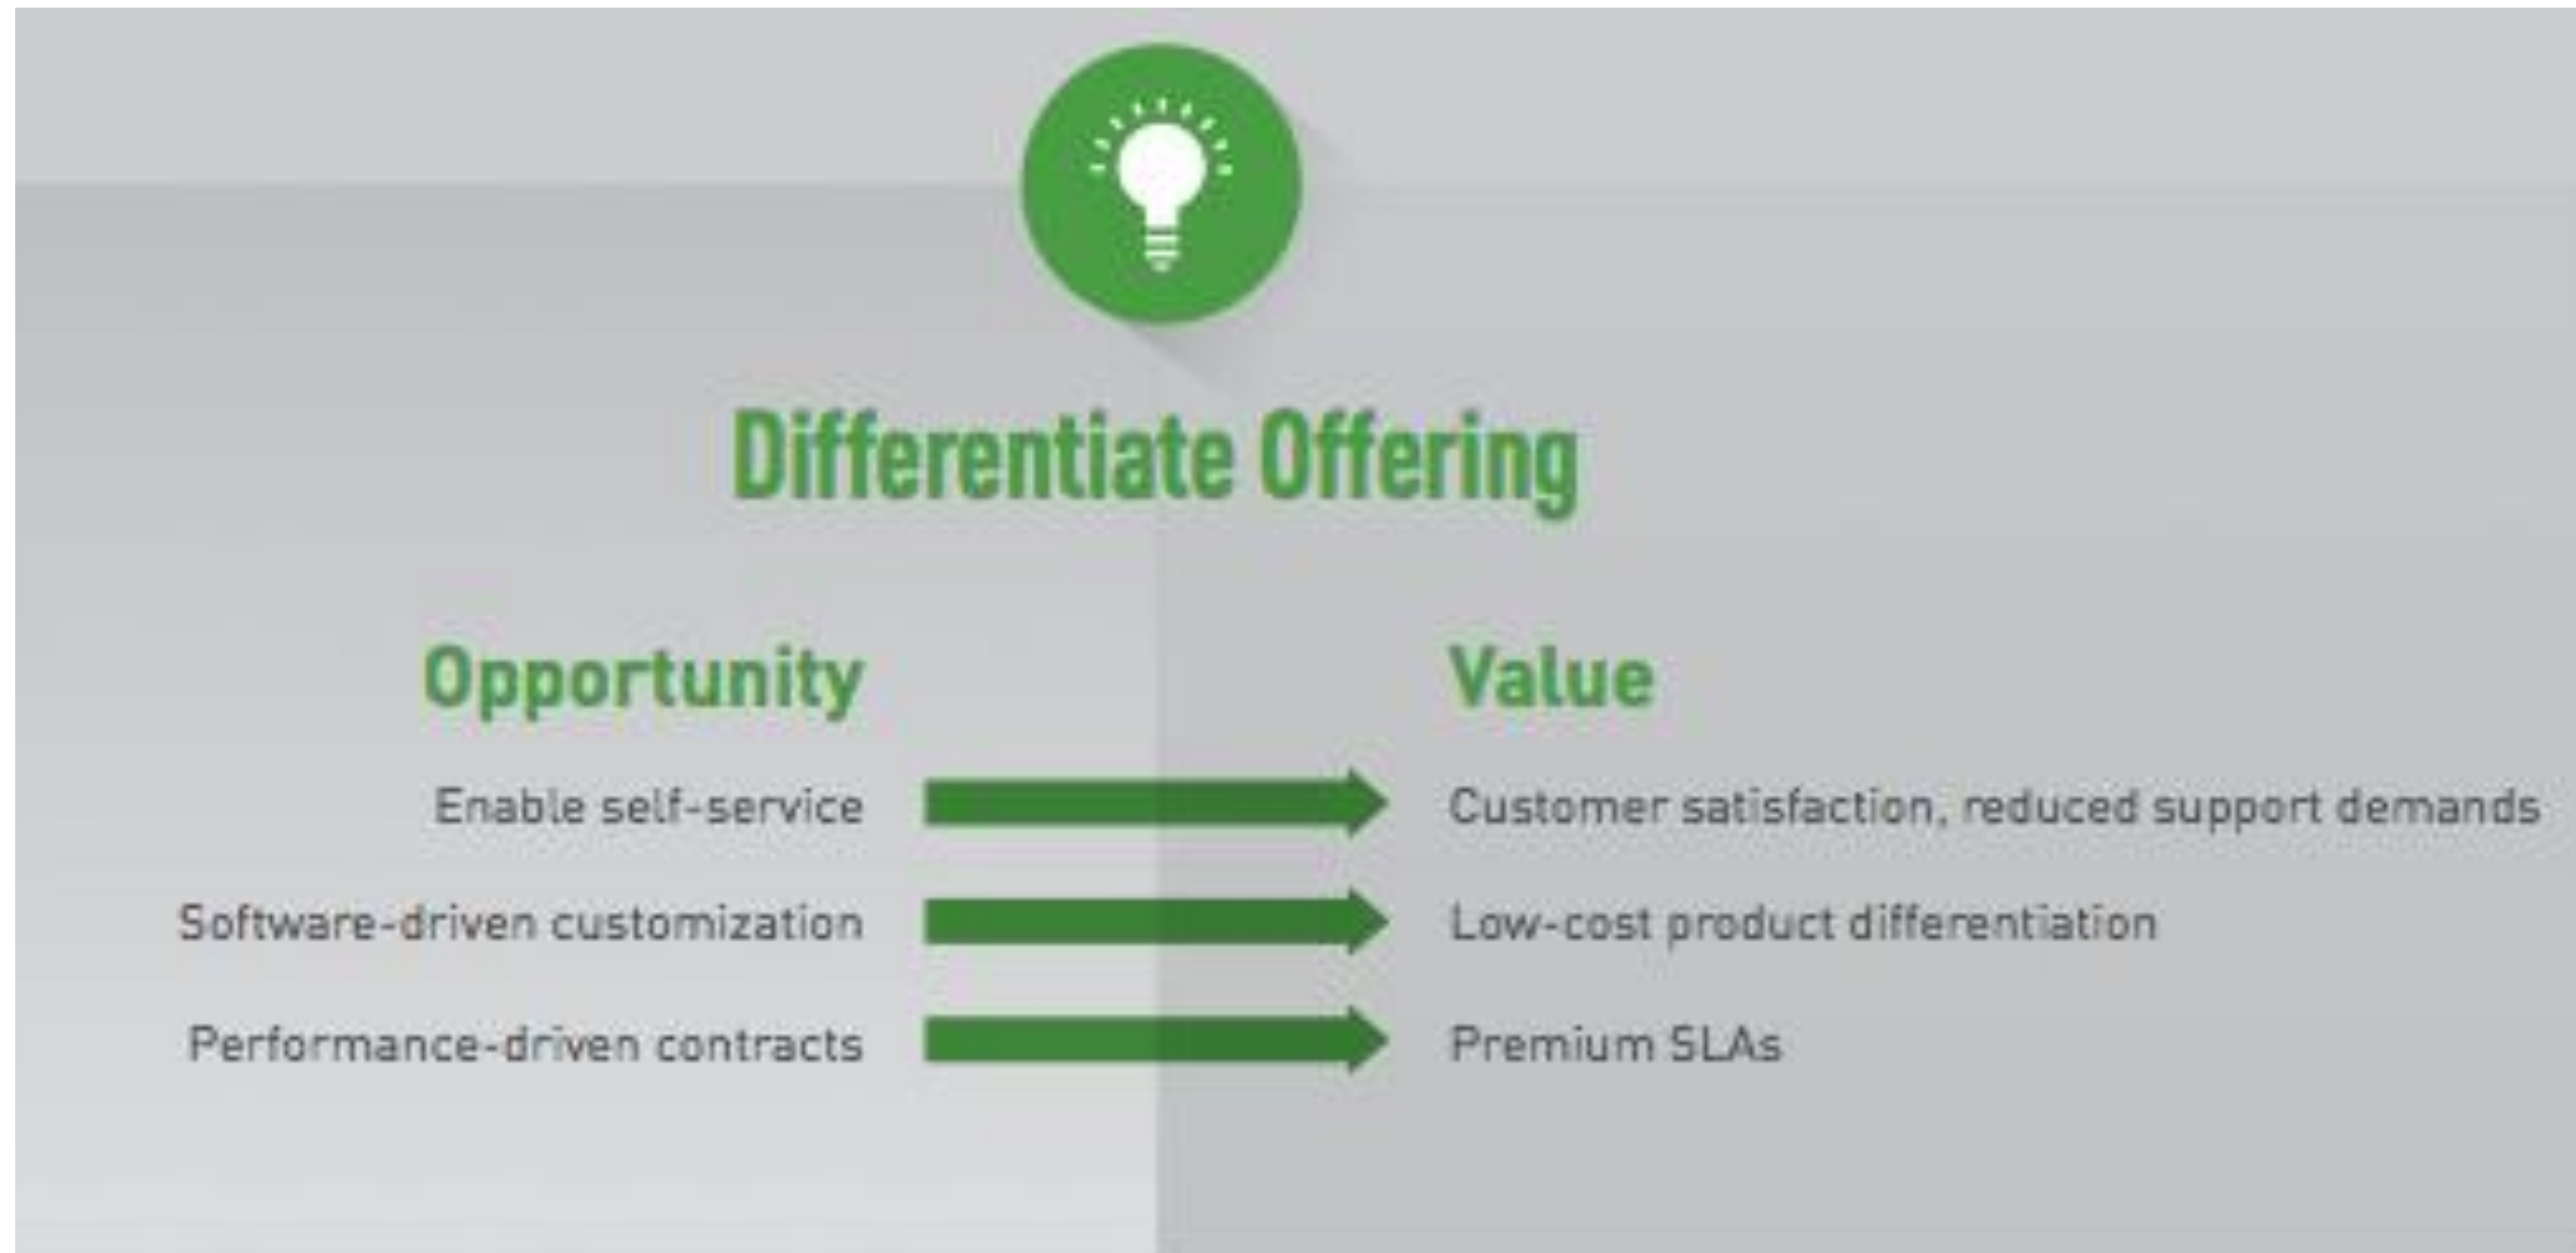 Differentiate Offering
Opportunity Value
Enable self-service Customer satisfaction, reduced support demands
Software-driven customization Low-cost product differentiation
Performance-driven contracts Premium SLAs